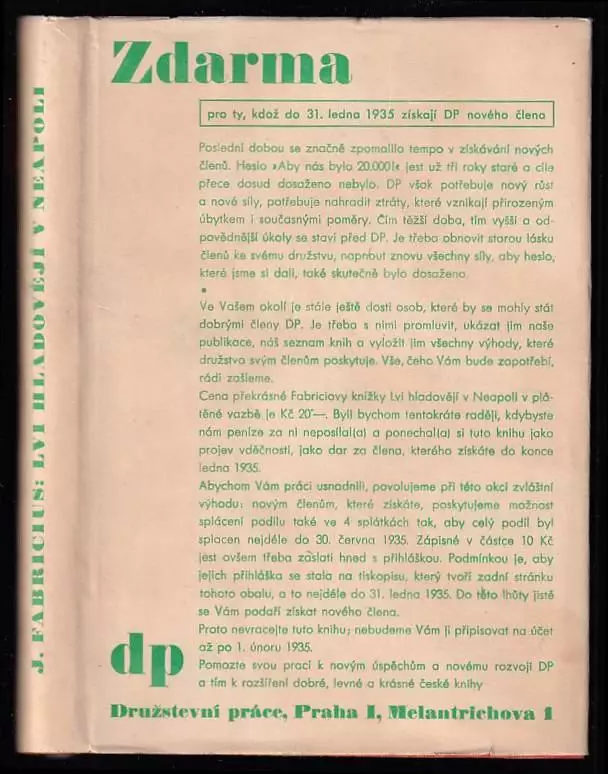 J. FABRICIUS: LVI HLADOVĚJÍ V NEAPOLI
Zdarma
pro ty, kdož do 31. ledna 1935 získají DP nového člena
Poslední dobou se značně zpomalilo tempo v získávání nových
členů. Heslo »Aby nás bylo 20.000!« jest už tři roky staré a cíle
přece dosud dosaženo nebylo. DP však potřebuje nový růst
a nové síly, potřebuje nahradit ztráty, které vznikají přirozeným
úbytkem i současnými poměry. Čím těžší doba, tím vyšší a od-
povědnější úkoly se staví před DP. Je třeba obnovit starou lásku
členů ke svému družstvu, napnout znovu všechny síly, aby heslo,
které jsme si dali, také skutečně bylo dosaženo.
•
Ve Vašem okolí je stále ještě dosti osob, které by se mohly stát
dobrými členy DP. Je třeba s nimi promluvit, ukázat jim naše
publikace, náš seznam knih a vyložit jim všechny výhody, které
družstvo svým členům poskytuje. Vše, čeho Vám bude zapotřebí,
rádi zašleme.
Cena překrásné Fabriciovy knížky Lvi hladovějí v Neapoli v plá-
těné vazbě je Kč 20·—. Byli bychom tentokráte raději, kdybyste
nám peníze za ni neposílal(a) a ponechal(a) si tuto knihu jako
projev vděčnosti, jako dar za člena, kterého získáte do konce
ledna 1935.
Abychom Vám práci usnadnili, povolujeme při této akci zvláštní
výhodu: novým členům, které získáte, poskytujeme možnost
splácení podílu také ve 4 splátkách tak, aby celý podíl byl
splacen nejdéle do 30. června 1935. Zápisné v částce 10 Kč
jest ovšem třeba zaslati hned s přihláškou. Podmínkou je, aby
jejich přihláška se stala na tiskopisu, který tvoří zadní stránku
tohoto obalu, a to nejdéle do 31. ledna 1935. Do této lhůty jistě
se Vám podaří získat nového člena.
Proto nevracejte tuto knihu; nebudeme Vám ji připisovat na účet
až po 1. únoru 1935.
Pomozte svou prací k novým úspěchům a novému rozvoji DP
a tím k rozšíření dobré, levné a krásné české knihy
dp
Družstevní práce, Praha I, Melantrichova 1